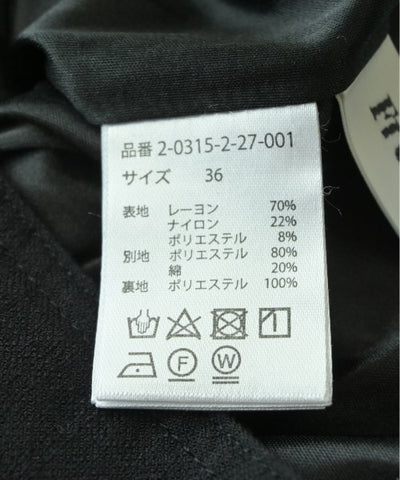 品番 2-0315-2-27-001
サイズ 36
表地 レーヨン 70%
ナイロン 22%
ポリエステル 8%
別地 ポリエステル 80%
綿 20%
裏地 ポリエステル 100%
F W